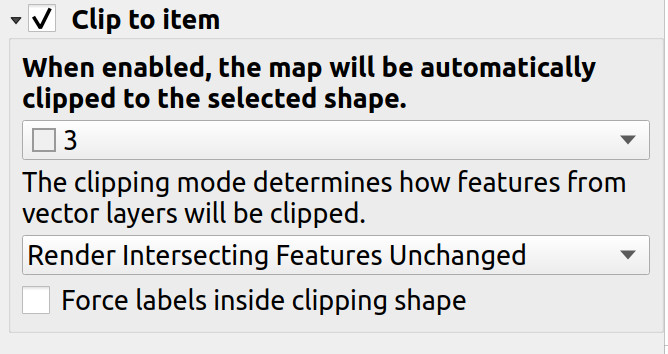 Clip to item
When enabled, the map will be automatically
clipped to the selected shape.
3
The clipping mode determines how features from
vector layers will be clipped.
Render Intersecting Features Unchanged
Force labels inside clipping shape